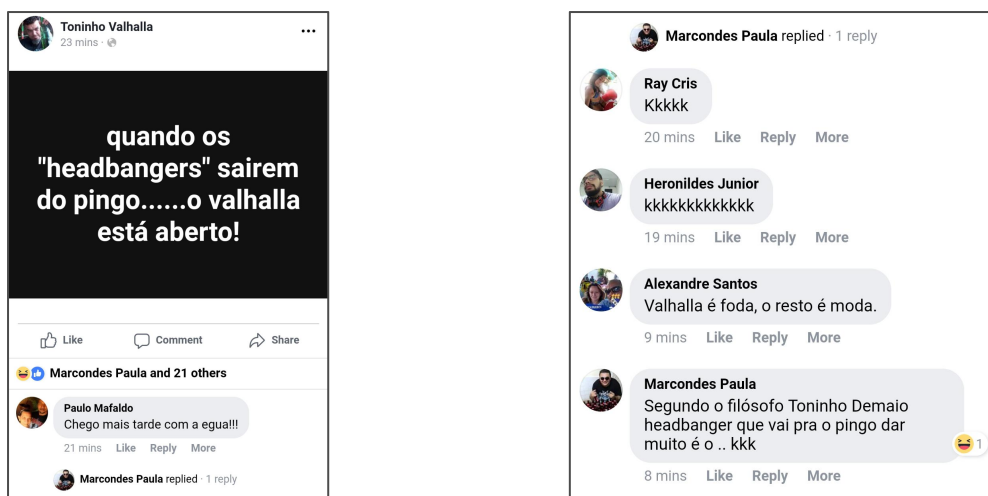 Toninho Valhalla
23 mins ·
quando os
"headbangers" sairem
do pingo......o valhalla
está aberto!
Like Comment Share
Marcondes Paula and 21 others
Paulo Mafaldo
Chego mais tarde com a egua!!!
21 mins Like Reply More
Marcondes Paula replied · 1 reply
Marcondes Paula replied · 1 reply
Ray Cris
Kkkkk
20 mins Like Reply More
Heronildes Junior
kkkkkkkkkkkkk
19 mins Like Reply More
Alexandre Santos
Valhalla é foda, o resto é moda.
9 mins Like Reply More
Marcondes Paula
Segundo o filósofo Toninho Demaio
headbanger que vai pra o pingo dar
muito é o .. kkk
1
8 mins Like Reply More